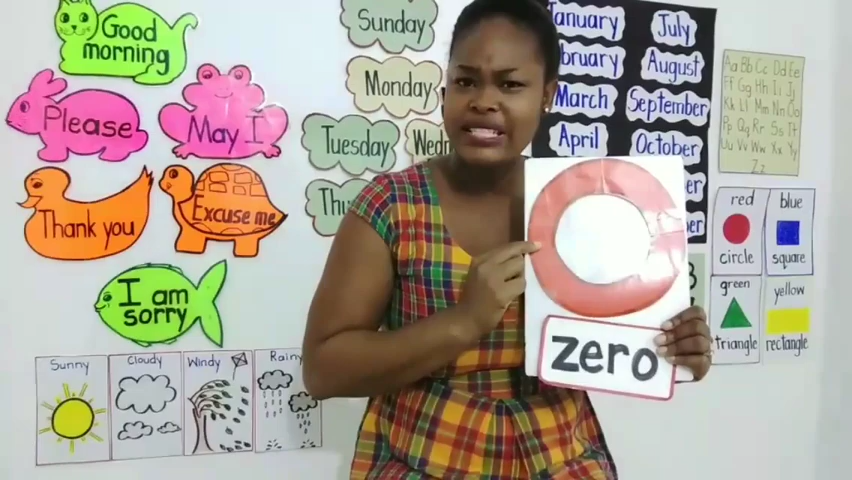 Good
morning
Please
May I
Thank you
Excuse me
I am
sorry
Sunny
Cloudy
Windy
Rainy
Sunday
Monday
Tuesday
January
March
April
July
August
September
October
zero
Aa Bb Cc Dd Ee
Ff Gg Hh Ii Jj
Kk Ll Mm Nn Oo
Pp Qq Rr Ss Tt
Uu Vv Ww Xx Yy
Zz
red
circle
blue
square
green
triangle
yellow
rectangle